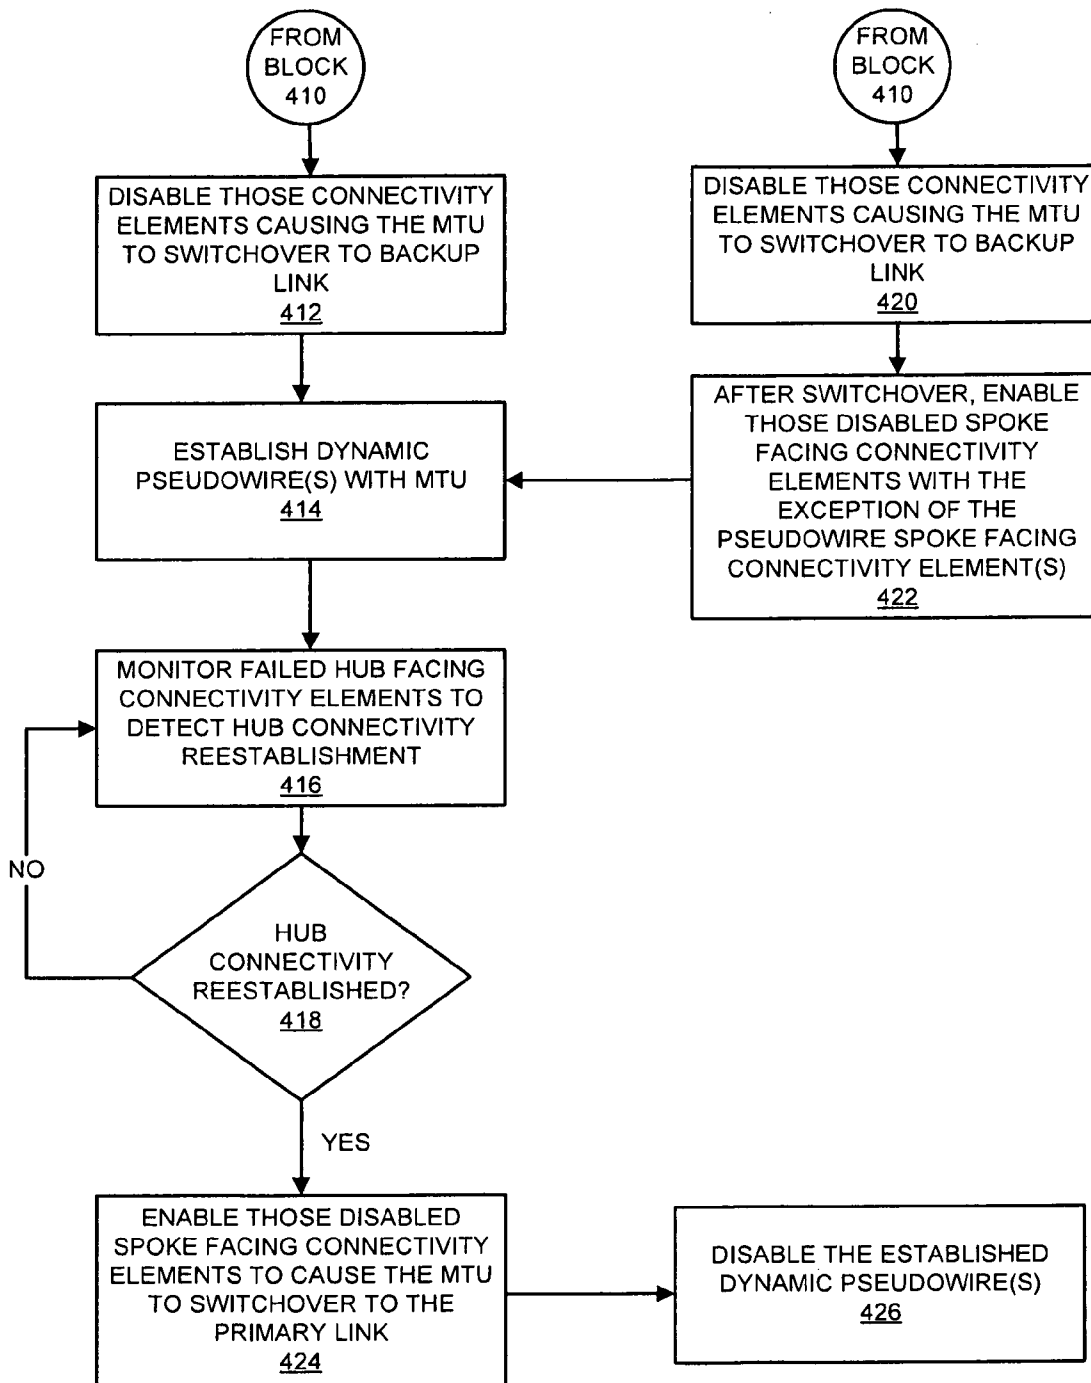 FROM
BLOCK
410
FROM
BLOCK
410
DISABLE THOSE CONNECTIVITY
ELEMENTS CAUSING THE MTU
TO SWITCHOVER TO BACKUP
LINK
412
DISABLE THOSE CONNECTIVITY
ELEMENTS CAUSING THE MTU
TO SWITCHOVER TO BACKUP
LINK
420
ESTABLISH DYNAMIC
PSEUDOWIRE(S) WITH MTU
414
AFTER SWITCHOVER, ENABLE
THOSE DISABLED SPOKE
FACING CONNECTIVITY
ELEMENTS WITH THE
EXCEPTION OF THE
PSEUDOWIRE SPOKE FACING
CONNECTIVITY ELEMENT(S)
422
MONITOR FAILED HUB FACING
CONNECTIVITY ELEMENTS TO
DETECT HUB CONNECTIVITY
REESTABLISHMENT
416
NO
HUB
CONNECTIVITY
REESTABLISHED?
418
YES
ENABLE THOSE DISABLED
SPOKE FACING CONNECTIVITY
ELEMENTS TO CAUSE THE MTU
TO SWITCHOVER TO THE
PRIMARY LINK
424
DISABLE THE ESTABLISHED
DYNAMIC PSEUDOWIRE(S)
426